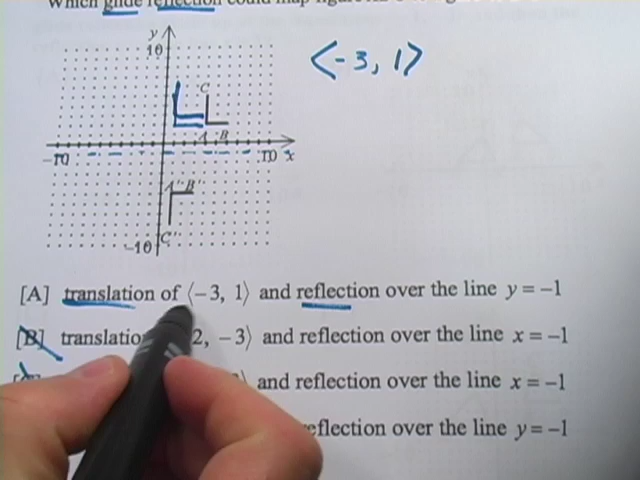 Which glide reflection could map figure
y
10
⟨-3, 1⟩
C
A B
-10 10 x
A'' B''
C''
-10
[A] translation of ⟨-3, 1⟩ and reflection over the line y = -1
[B] translation 2, -3⟩ and reflection over the line x = -1
⟩ and reflection over the line x = -1
reflection over the line y = -1